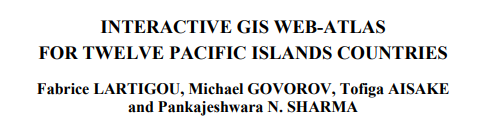 INTERACTIVE GIS WEB-ATLAS
FOR TWELVE PACIFIC ISLANDS COUNTRIES
Fabrice LARTIGOU, Michael GOVOROV, Tofiga AISAKE
and Pankajeshwara N. SHARMA